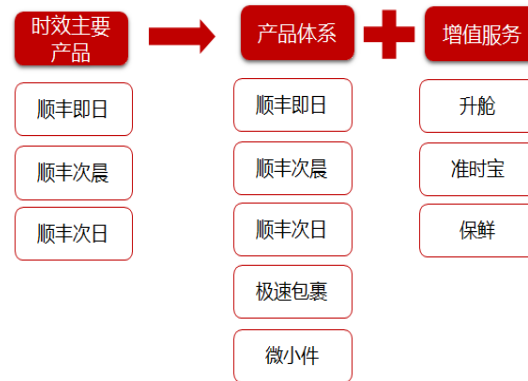 时效主要
产品
产品体系
增值服务
顺丰即日
顺丰即日
升舱
顺丰次晨
顺丰次晨
准时宝
顺丰次日
顺丰次日
保鲜
极速包裹
微小件